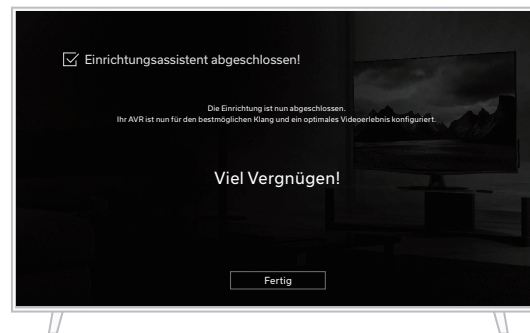 Einrichtungsassistent abgeschlossen!
Die Einrichtung ist nun abgeschlossen.
Ihr AVR ist nun für den bestmöglichen Klang und ein optimales Videoerlebnis konfiguriert.
Viel Vergnügen!
Fertig